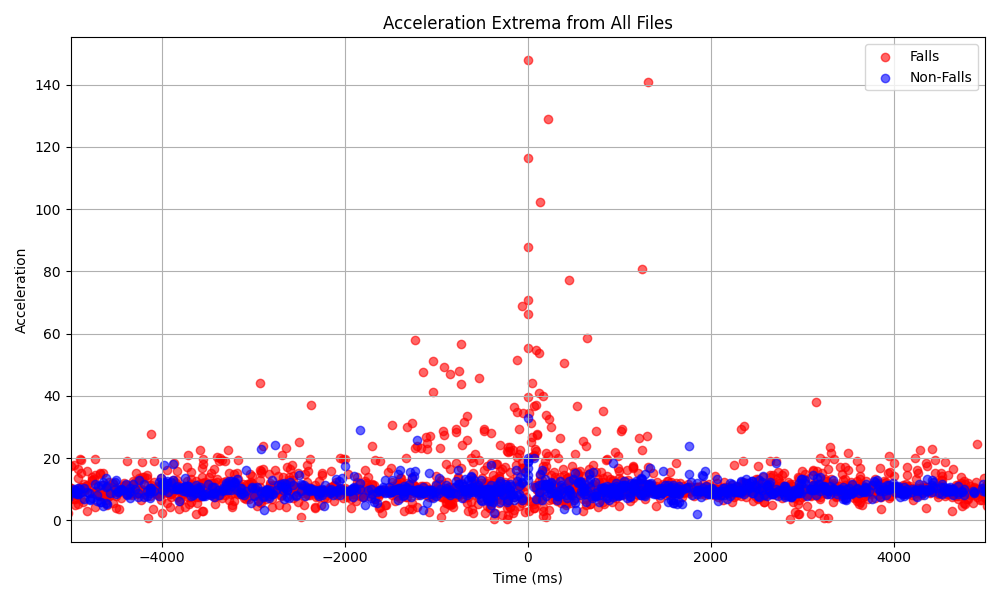 Acceleration Extrema from All Files
Falls
Non-Falls
140
120
100
80
60
40
20
0
Acceleration
−4000 −2000 0 2000 4000
Time (ms)